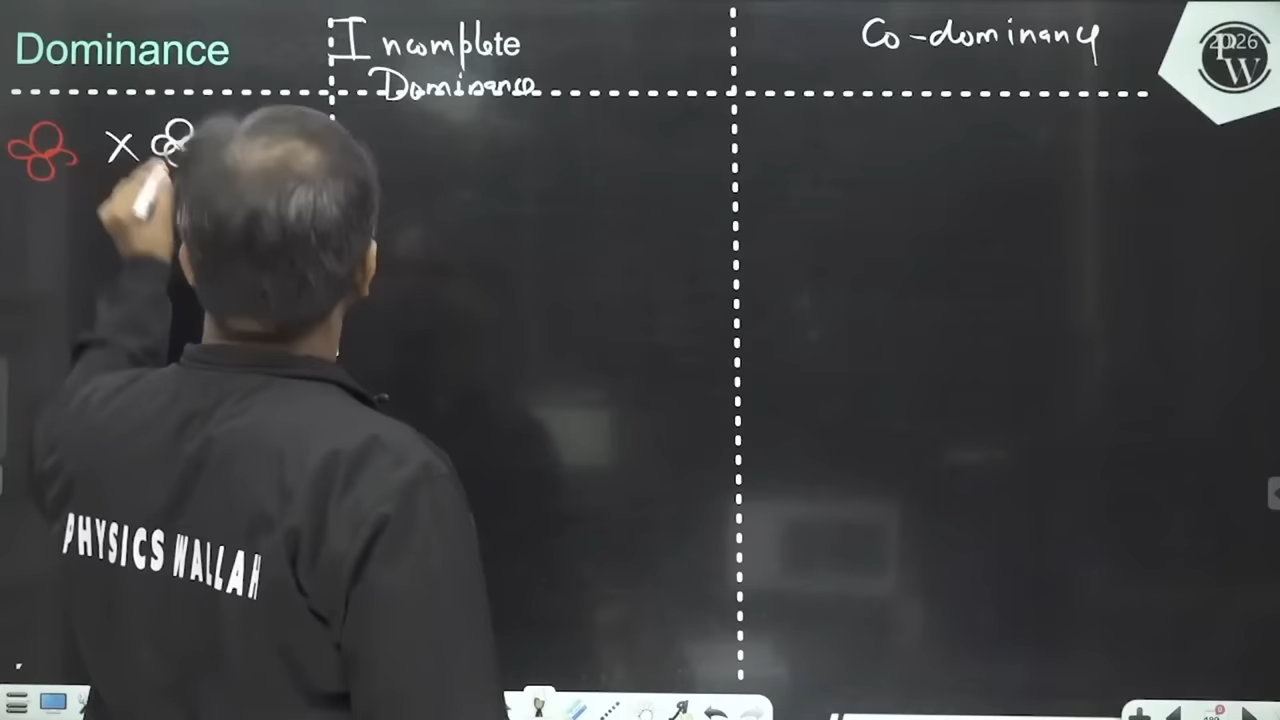 Dominance
Incomplete
Dominance
Co-dominancy
2026
PW
X
PHYSICS WALLAH